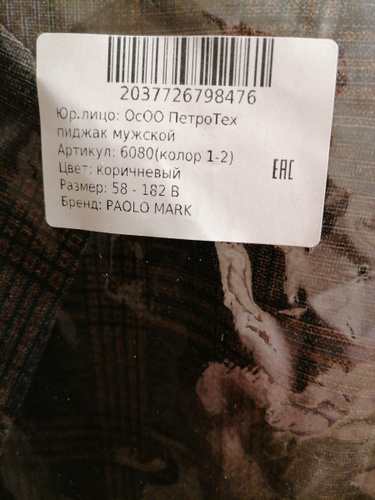 2037726798476
Юр.лицо: ОсОО ПетроТех
пиджак мужской
Артикул: 6080(колор 1-2)
Цвет: коричневый
Размер: 58 - 182 В
Бренд: PAOLO MARK
EAC